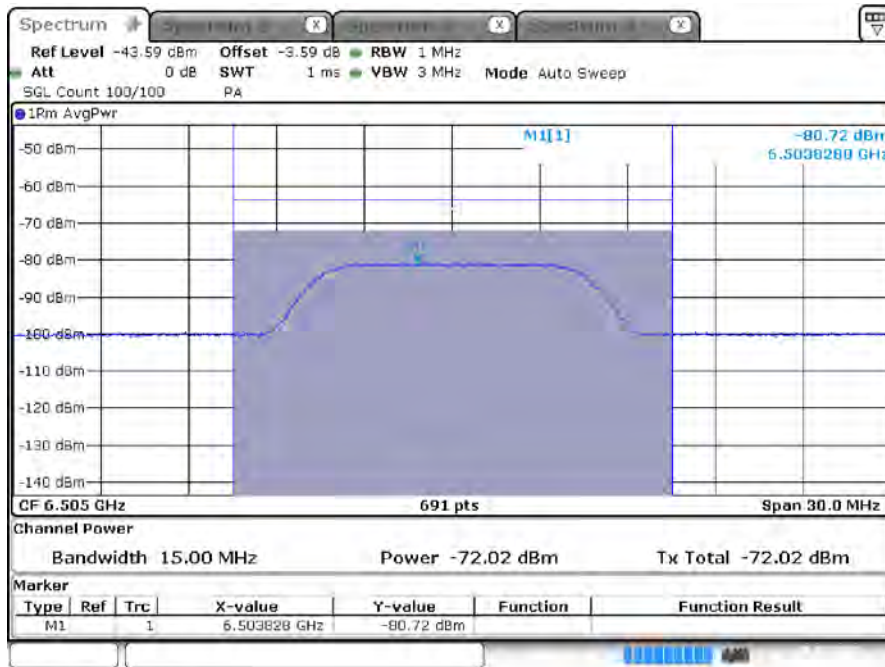 Spectrum X X X
Ref Level -43.59 dBm Offset -3.59 dB RBW 1 MHz
Att 0 dB SWT 1 ms VBW 3 MHz Mode Auto Sweep
SGL Count 100/100 PA
1Rm AvgPwr
M1[1] -80.72 dBm
6.5038280 GHz
-50 dBm
-60 dBm
-70 dBm
-80 dBm
-90 dBm
-100 dBm
-110 dBm
-120 dBm
-130 dBm
-140 dBm
CF 6.505 GHz 691 pts Span 30.0 MHz
Channel Power
Bandwidth 15.00 MHz Power -72.02 dBm Tx Total -72.02 dBm
Marker
Type Ref Trc X-value Y-value Function Function Result
M1 1 6.503828 GHz -80.72 dBm